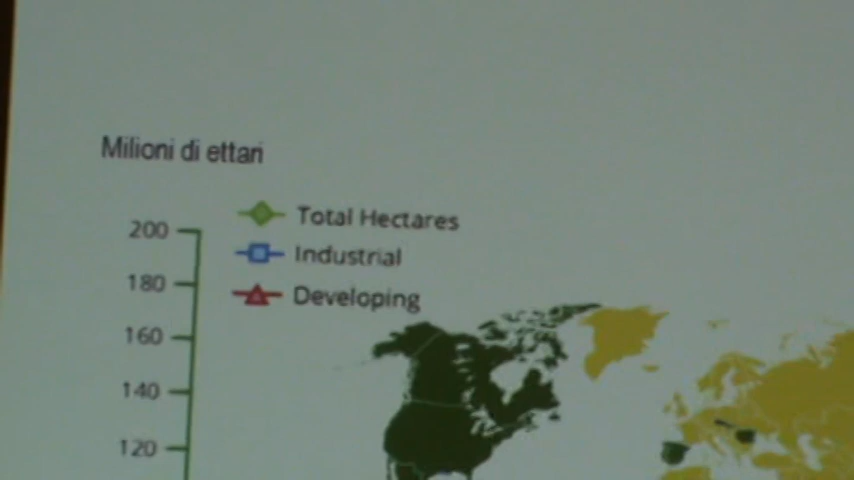 Milioni di ettari
Total Hectares
Industrial
Developing
200
180
160
140
120